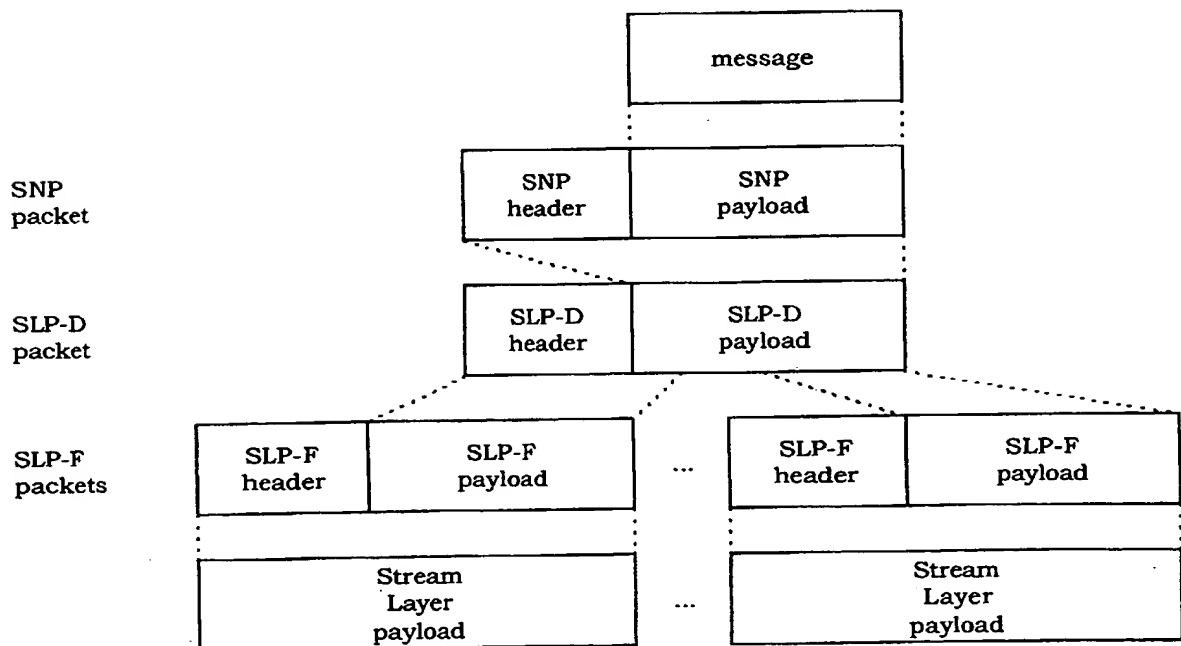 message
SNP
packet
SNP
header
SNP
payload
SLP-D
packet
SLP-D
header
SLP-D
payload
SLP-F
packets
SLP-F
header
SLP-F
payload
...
SLP-F
header
SLP-F
payload
Stream
Layer
payload
...
Stream
Layer
payload